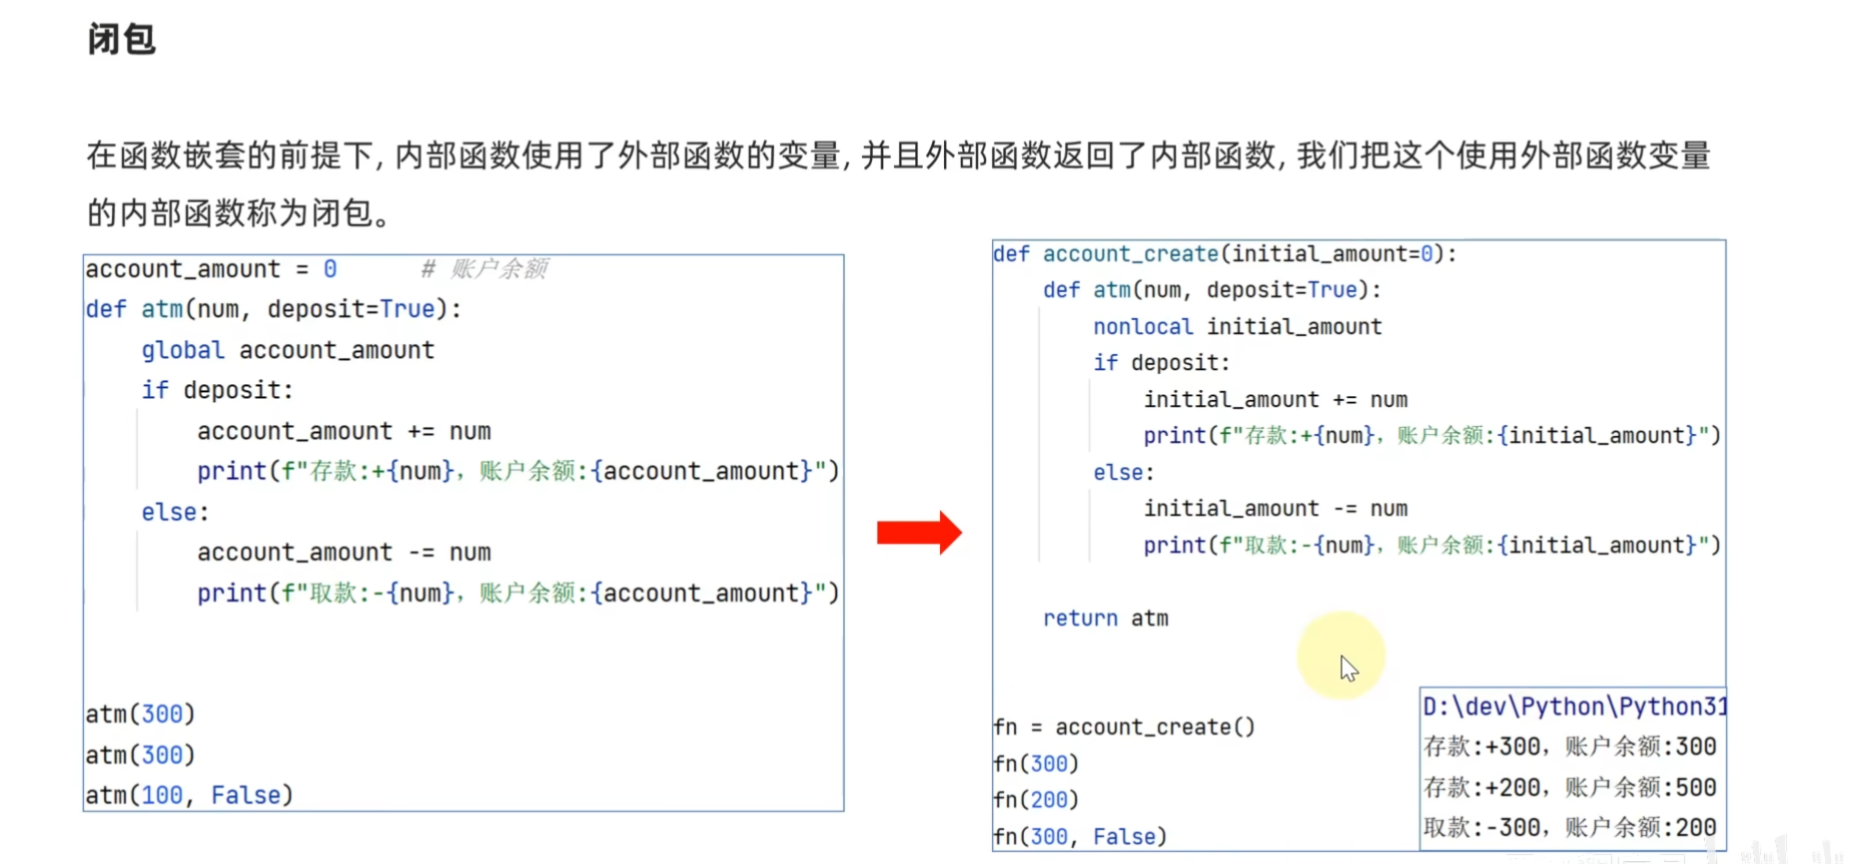 闭包
在函数嵌套的前提下, 内部函数使用了外部函数的变量, 并且外部函数返回了内部函数, 我们把这个使用外部函数变量
的内部函数称为闭包。
account_amount = 0      # 账户余额
def atm(num, deposit=True):
    global account_amount
    if deposit:
        account_amount += num
        print(f"存款:+{num}, 账户余额:{account_amount}")
    else:
        account_amount -= num
        print(f"取款:-{num}, 账户余额:{account_amount}")
atm(300)
atm(300)
atm(100, False)
def account_create(initial_amount=0):
    def atm(num, deposit=True):
        nonlocal initial_amount
        if deposit:
            initial_amount += num
            print(f"存款:+{num}, 账户余额:{initial_amount}")
        else:
            initial_amount -= num
            print(f"取款:-{num}, 账户余额:{initial_amount}")
    return atm
fn = account_create()
fn(300)
fn(200)
fn(300, False)
D:\dev\Python\Python31
存款:+300, 账户余额:300
存款:+200, 账户余额:500
取款:-300, 账户余额:200